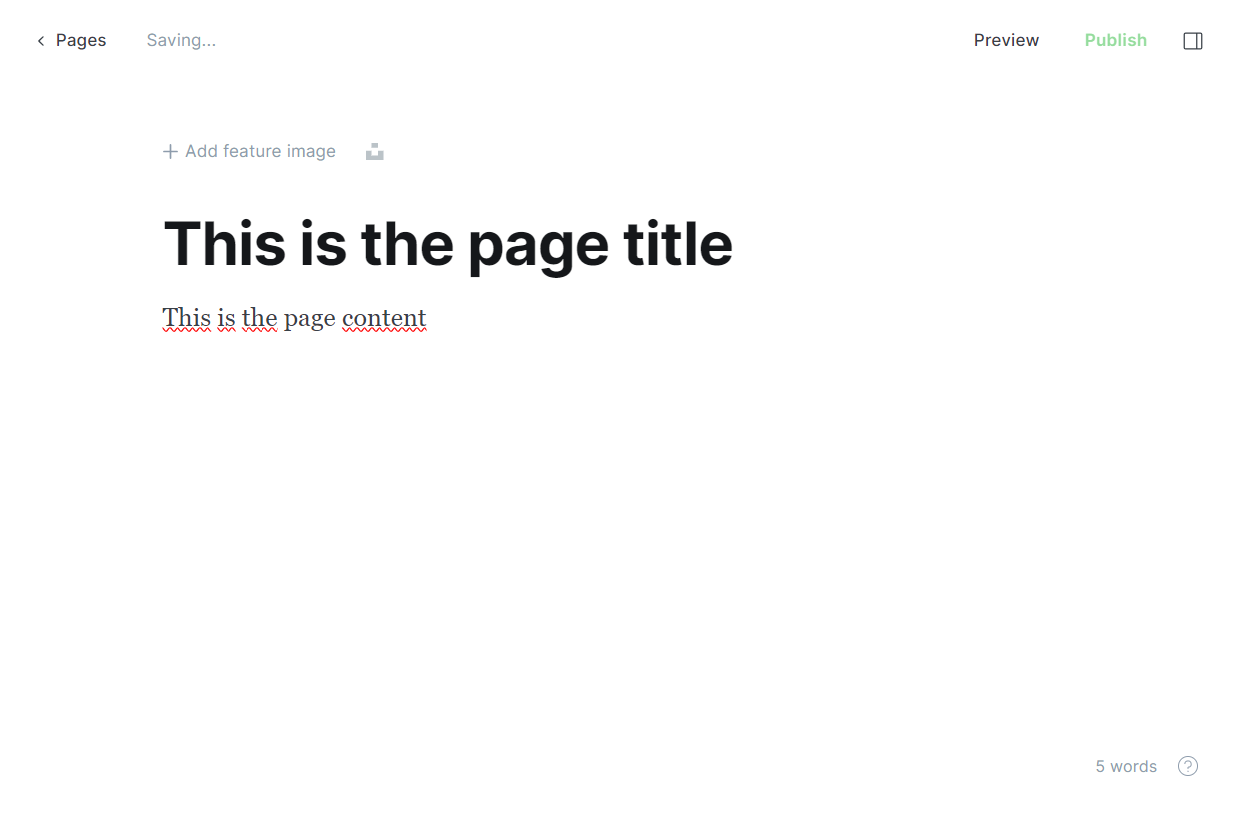 Pages
Saving...
Preview
Publish
Add feature image
This is the page title
This is the page content
5 words
?